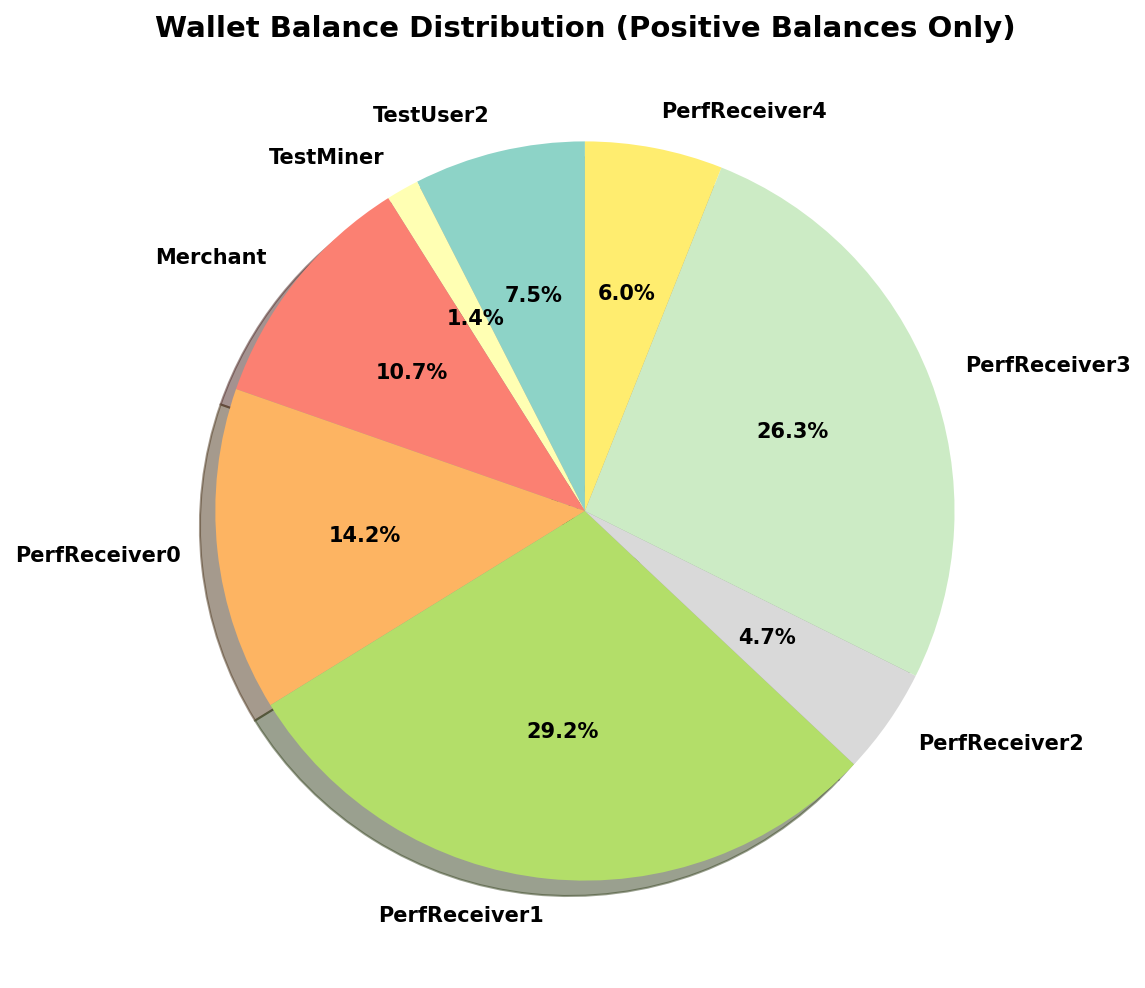 Wallet Balance Distribution (Positive Balances Only)
TestUser2
PerfReceiver4
TestMiner
Merchant
PerfReceiver3
PerfReceiver0
PerfReceiver2
PerfReceiver1
7.5%
6.0%
1.4%
10.7%
26.3%
14.2%
4.7%
29.2%